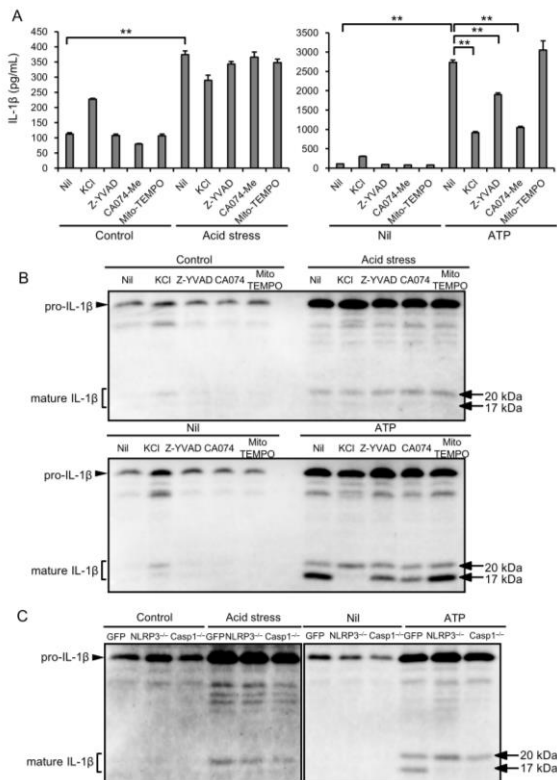 A
**
IL-1β
(pg/mL)
450
400
350
300
250
200
150
100
50
0
Nil
KCl
Z-YVAD
CA074-Me
Mito-TEMPO
Nil
KCl
Z-YVAD
CA074-Me
Mito-TEMPO
Control
Acid stress
**
**
**
**
3500
3000
2500
2000
1500
1000
500
0
Nil
KCl
Z-YVAD
CA074-Me
Mito-TEMPO
Nil
KCl
Z-YVAD
CA074-Me
Mito-TEMPO
Nil
ATP
B
Control
Acid stress
Nil KCl Z-YVAD CA074 Mito TEMPO
Nil KCl Z-YVAD CA074 Mito TEMPO
pro-IL-1β
mature IL-1β
20 kDa
17 kDa
Nil
ATP
Nil KCl Z-YVAD CA074 Mito TEMPO
Nil KCl Z-YVAD CA074 Mito TEMPO
pro-IL-1β
mature IL-1β
20 kDa
17 kDa
C
Control
Acid stress
Nil
ATP
GFP NLRP3–/– Casp1–/–
GFP NLRP3–/– Casp1–/–
GFP NLRP3–/– Casp1–/–
GFP NLRP3–/– Casp1–/–
pro-IL-1β
mature IL-1β
20 kDa
17 kDa